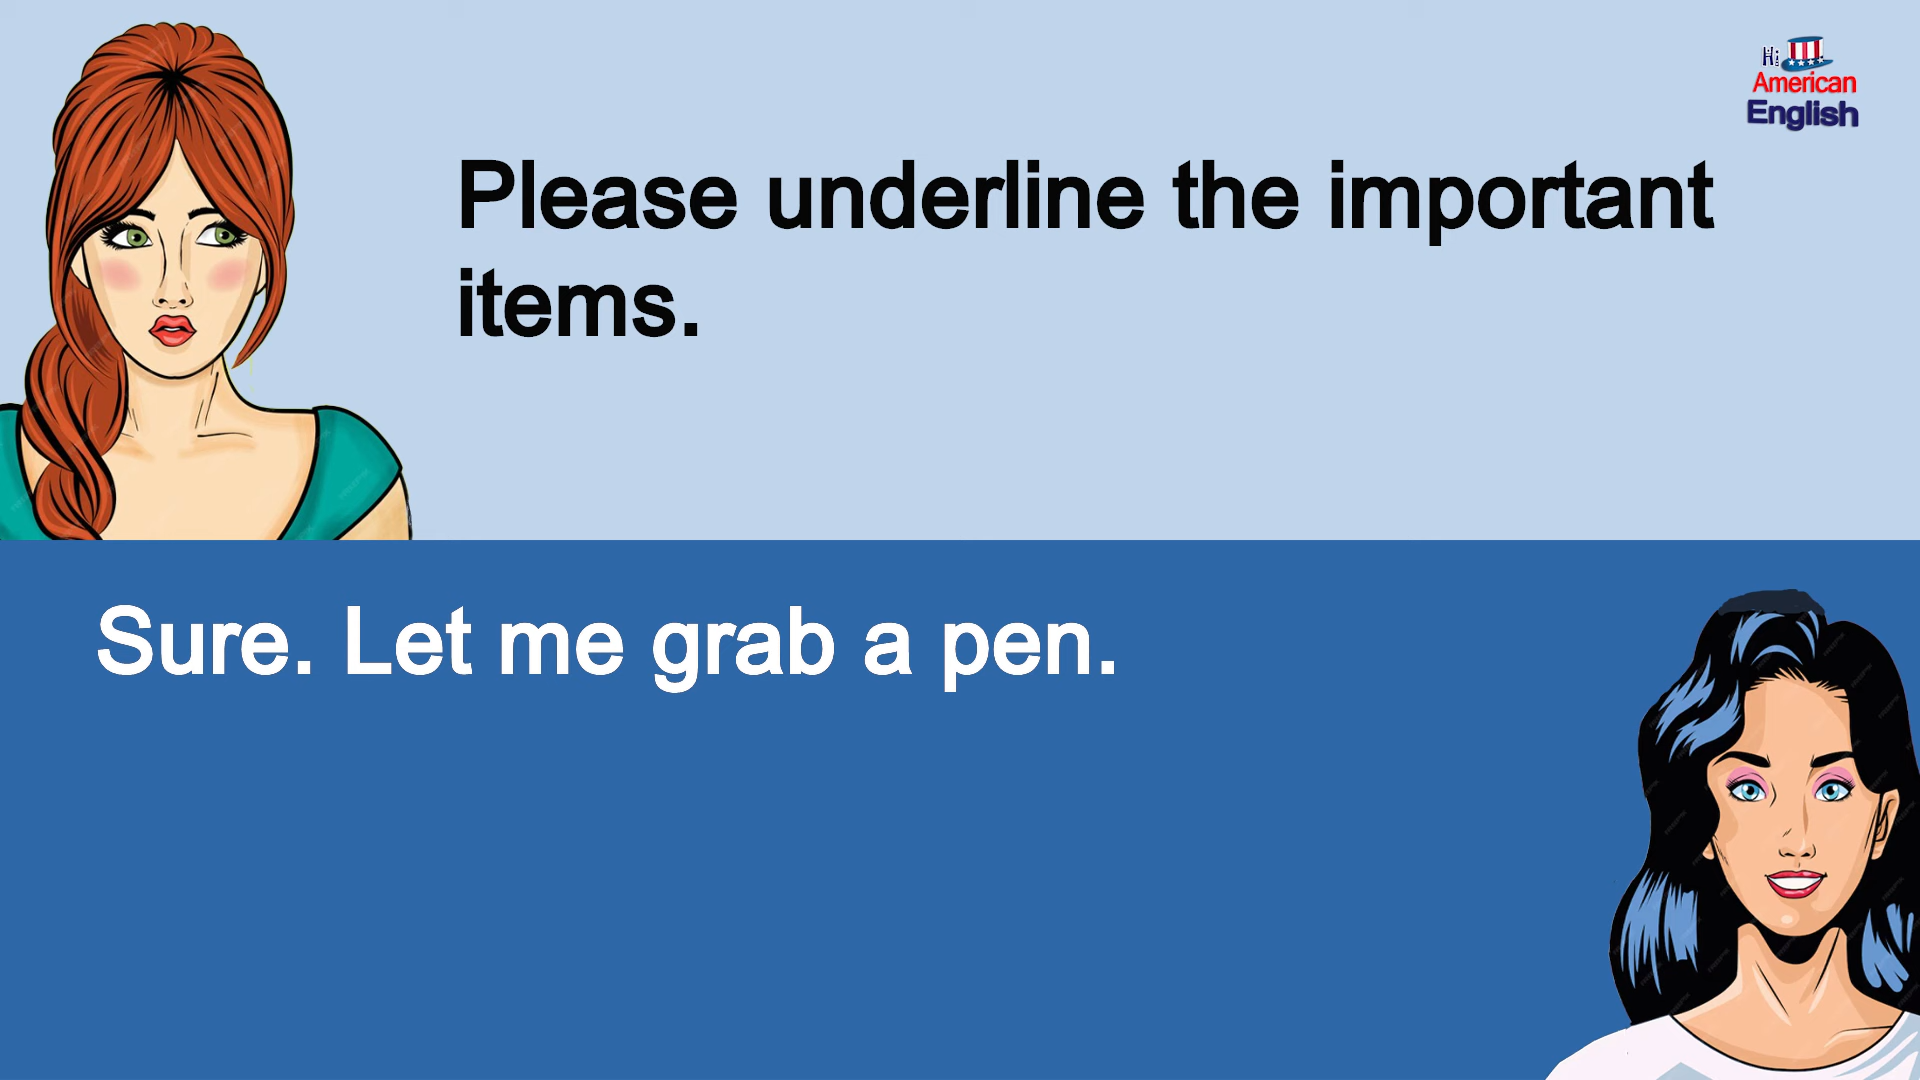 Hi
American
English
Please underline the important
items.
Sure. Let me grab a pen.